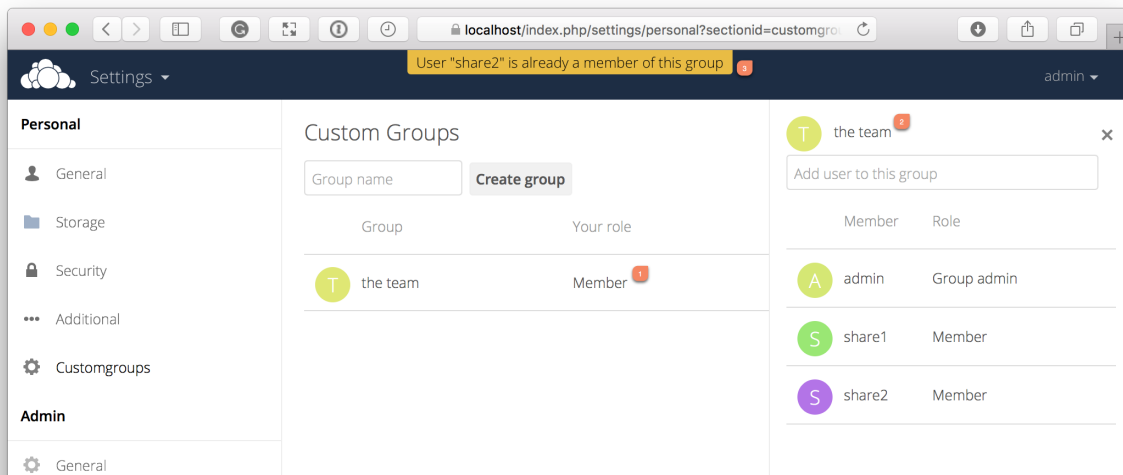 localhost/index.php/settings/personal?sectionid=customgro
User "share2" is already a member of this group
3
Settings
admin
Personal
General
Storage
Security
Additional
Customgroups
Admin
General
Custom Groups
Group name
Create group
Group
Your role
T
the team
Member
1
T
the team
2
Add user to this group
Member
Role
A
admin
Group admin
S
share1
Member
S
share2
Member